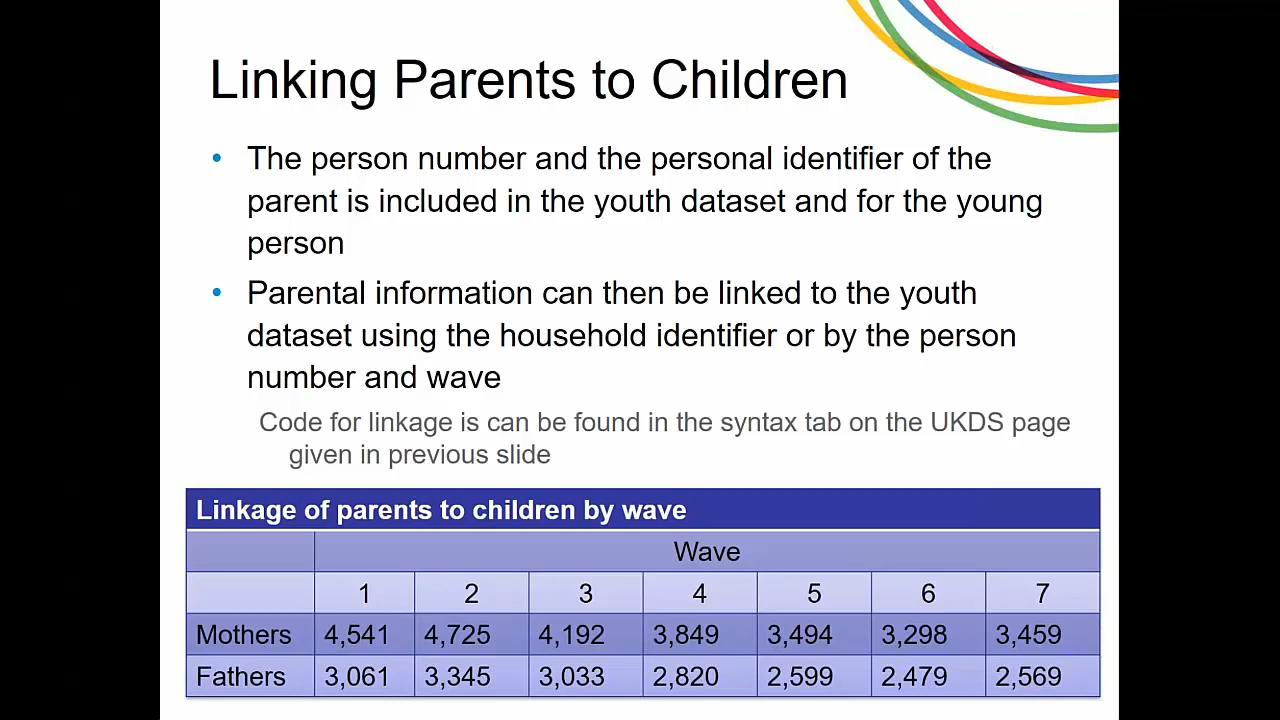 Linking Parents to Children
• The person number and the personal identifier of the
parent is included in the youth dataset and for the young
person
• Parental information can then be linked to the youth
dataset using the household identifier or by the person
number and wave
Code for linkage is can be found in the syntax tab on the UKDS page
given in previous slide
Linkage of parents to children by wave
Wave
1 2 3 4 5 6 7
Mothers 4,541 4,725 4,192 3,849 3,494 3,298 3,459
Fathers 3,061 3,345 3,033 2,820 2,599 2,479 2,569